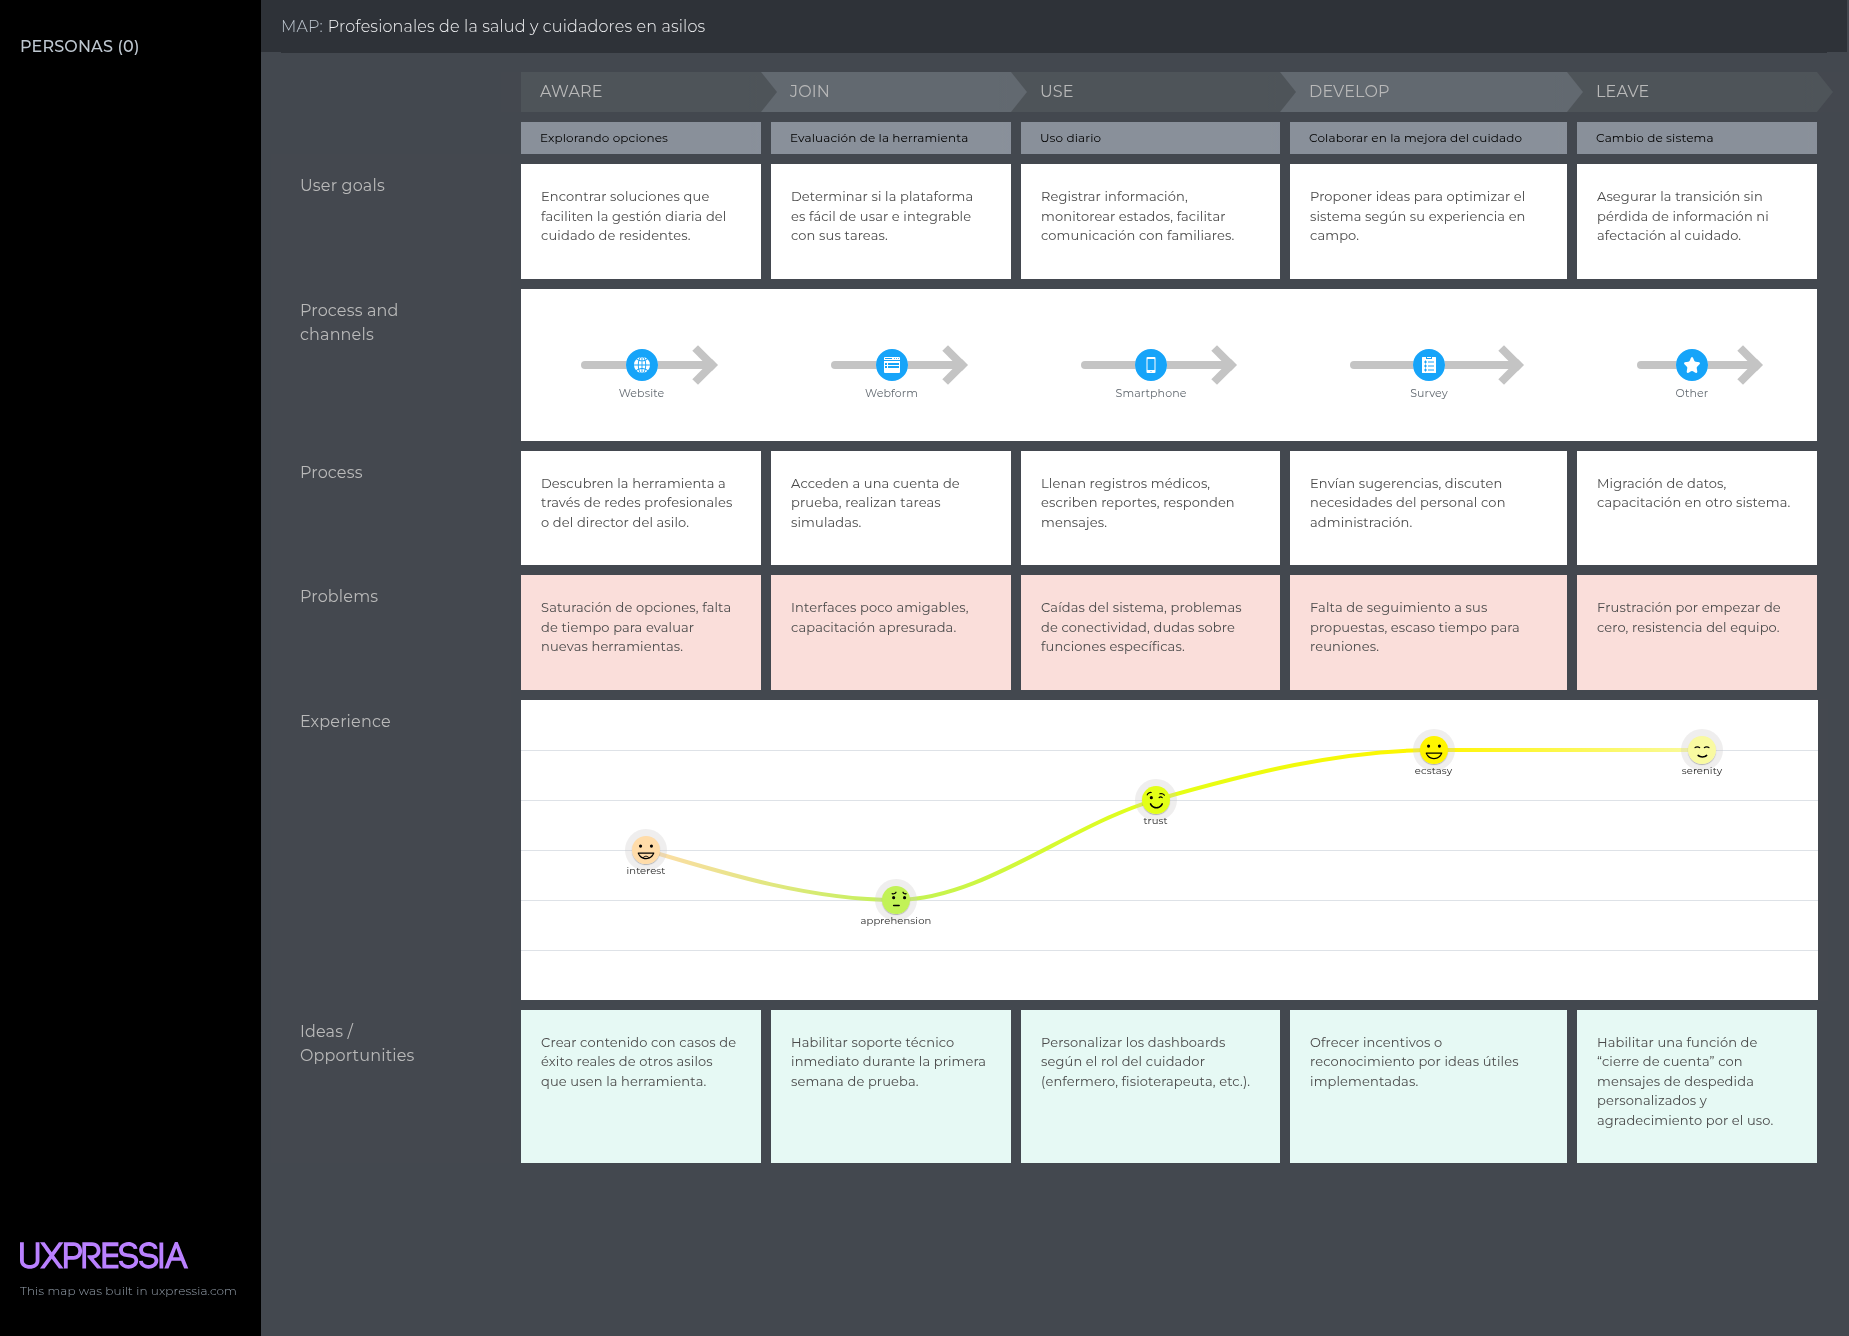 PERSONAS (0)
MAP: Profesionales de la salud y cuidadores en asilos
AWARE
JOIN
USE
DEVELOP
LEAVE
Explorando opciones
Evaluación de la herramienta
Uso diario
Colaborar en la mejora del cuidado
Cambio de sistema
User goals
Encontrar soluciones que
faciliten la gestión diaria del
cuidado de residentes.
Determinar si la plataforma
es fácil de usar e integrable
con sus tareas.
Registrar información,
monitorear estados, facilitar
comunicación con familiares.
Proponer ideas para optimizar el
sistema según su experiencia en
campo.
Asegurar la transición sin
pérdida de información ni
afectación al cuidado.
Process and
channels
Website
Webform
Smartphone
Survey
Other
Process
Descubren la herramienta a
través de redes profesionales
o del director del asilo.
Acceden a una cuenta de
prueba, realizan tareas
simuladas.
Llenan registros médicos,
escriben reportes, responden
mensajes.
Envían sugerencias, discuten
necesidades del personal con
administración.
Migración de datos,
capacitación en otro sistema.
Problems
Saturación de opciones, falta
de tiempo para evaluar
nuevas herramientas.
Interfaces poco amigables,
capacitación apresurada.
Caídas del sistema, problemas
de conectividad, dudas sobre
funciones específicas.
Falta de seguimiento a sus
propuestas, escaso tiempo para
reuniones.
Frustración por empezar de
cero, resistencia del equipo.
Experience
interest
apprehension
trust
ecstasy
serenity
Ideas /
Opportunities
Crear contenido con casos de
éxito reales de otros asilos
que usen la herramienta.
Habilitar soporte técnico
inmediato durante la primera
semana de prueba.
Personalizar los dashboards
según el rol del cuidador
(enfermero, fisioterapeuta, etc.).
Ofrecer incentivos o
reconocimiento por ideas útiles
implementadas.
Habilitar una función de
“cierre de cuenta” con
mensajes de despedida
personalizados y
agradecimiento por el uso.
UXPRESSIA
This map was built in uxpressia.com